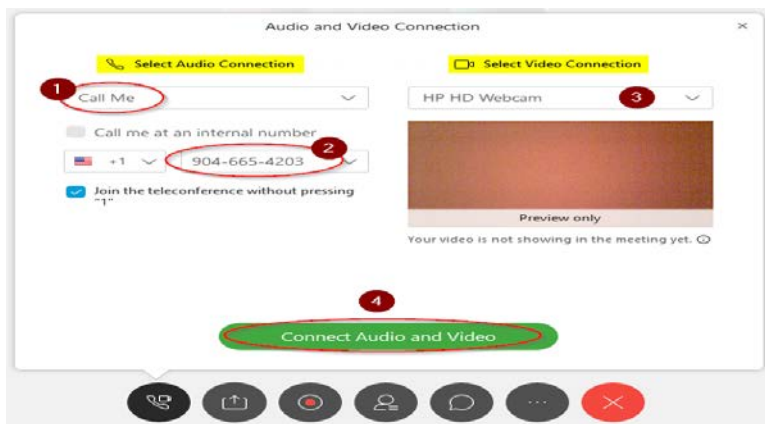 Audio and Video Connection ×
Select Audio Connection
Select Video Connection
1
Call Me
HP HD Webcam
3
Call me at an internal number
2
+1
904-665-4203
Join the teleconference without pressing
"1"
Preview only
Your video is not showing in the meeting yet.
4
Connect Audio and Video